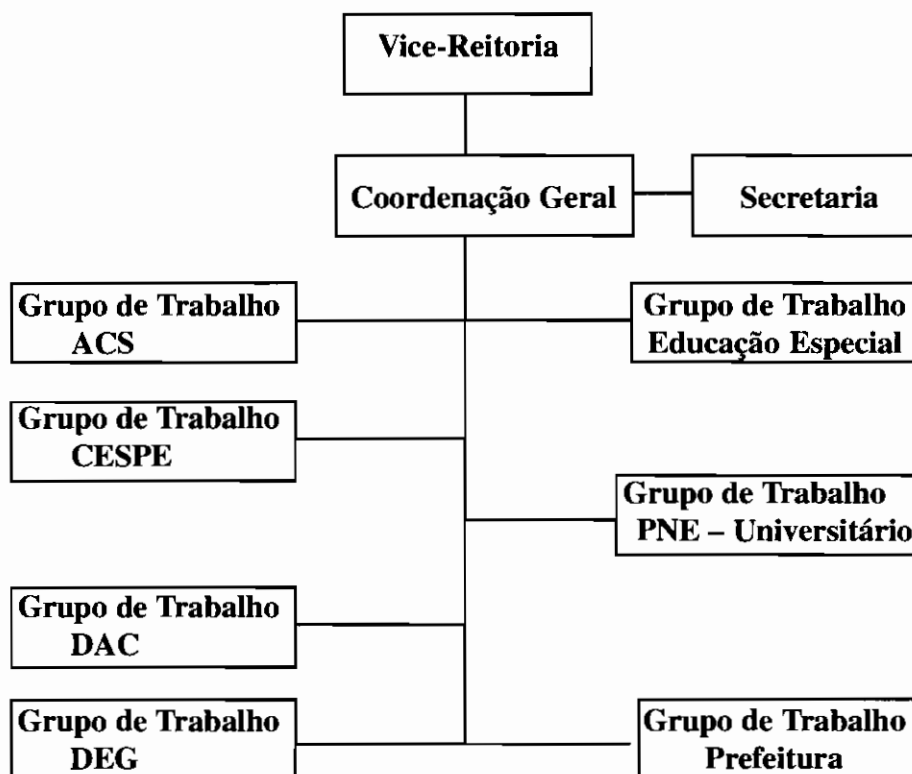 Vice-Reitoria
Coordenação Geral
Secretaria
Grupo de Trabalho
ACS
Grupo de Trabalho
Educação Especial
Grupo de Trabalho
CESPE
Grupo de Trabalho
PNE – Universitário
Grupo de Trabalho
DAC
Grupo de Trabalho
DEG
Grupo de Trabalho
Prefeitura